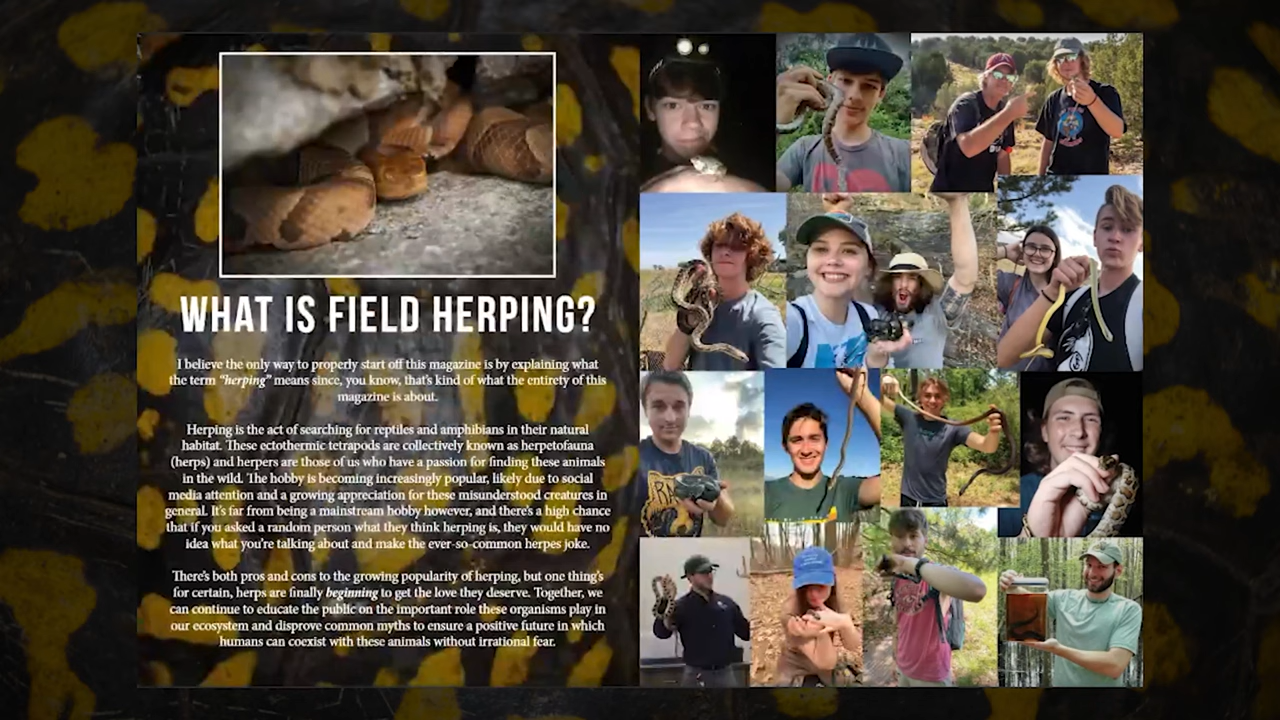 WHAT IS FIELD HERPING?
I believe the only way to properly start off this magazine is by explaining what
the term “herping” means since, you know, that's kind of what the entirety of this
magazine is about.
Herping is the act of searching for reptiles and amphibians in their natural
habitat. These ectothermic tetrapods are collectively known as herpetofauna
(herps) and herpers are those of us who have a passion for finding these animals
in the wild. The hobby is becoming increasingly popular, likely due to social
media attention and a growing appreciation for these misunderstood creatures in
general. It's far from being a mainstream hobby however, and there's a high chance
that if you asked a random person what they think herping is, they would have no
idea what you're talking about and make the ever-so-common herpes joke.
There's both pros and cons to the growing popularity of herping, but one thing's
for certain, herps are finally beginning to get the love they deserve. Together, we
can continue to educate the public on the important role these organisms play in
our ecosystem and disprove common myths to ensure a positive future in which
humans can coexist with these animals without irrational fear.